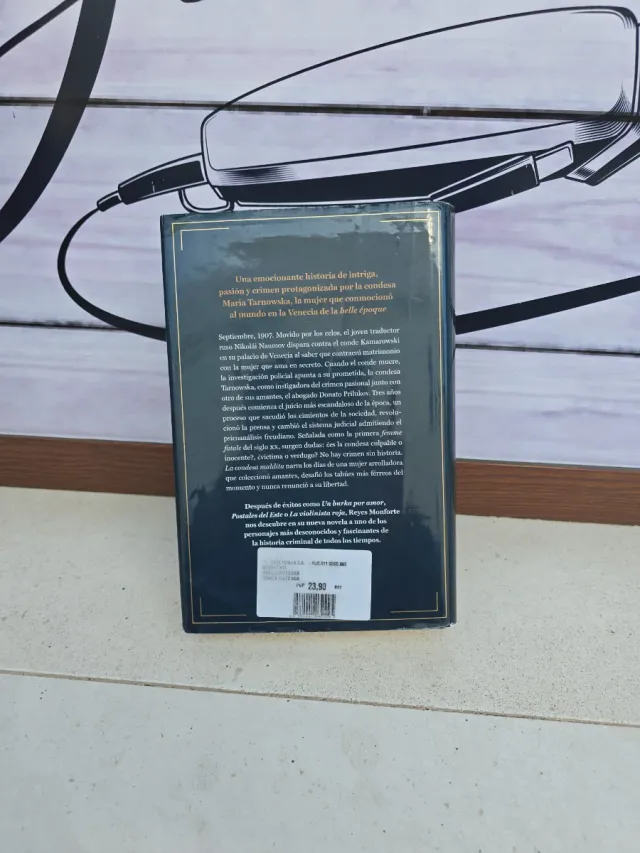 Una emocionante historia de intriga,
pasión y crimen protagonizada por la condesa
Maria Tarnowska, la mujer que conmocionó
al mundo en la Venecia de la belle époque
Septiembre, 1907. Movido por los celos, el joven traductor
ruso Nikolái Naumov dispara contra el conde Kamarowski
en su palacio de Venecia al saber que contraerá matrimonio
con la mujer que ama en secreto. Cuando el conde muere,
la investigación policial apunta a su prometida, la condesa
Tarnowska, como instigadora del crimen pasional junto con
otro de sus amantes, el abogado Donato Prilukov. Tres años
después comienza el juicio más escandaloso de la época, un
proceso que sacudió los cimientos de la sociedad, revolu-
cionó la prensa y cambió el sistema judicial admitiendo el
psicoanálisis freudiano. Señalada como la primera femme
fatale del siglo XX, surgen dudas: ¿es la condesa culpable o
inocente?, ¿víctima o verdugo? No hay crimen sin historia.
La condesa maldita narra los días de una mujer arrolladora
que coleccionó amantes, desafió los tabúes más férreos del
momento y nunca renunció a su libertad.
Después de éxitos como Un burka por amor,
Postales del Este o La violinista roja, Reyes Monforte
nos descubre en su nueva novela a uno de los
personajes más desconocidos y fascinantes de
la historia criminal de todos los tiempos.
PVP 23,90